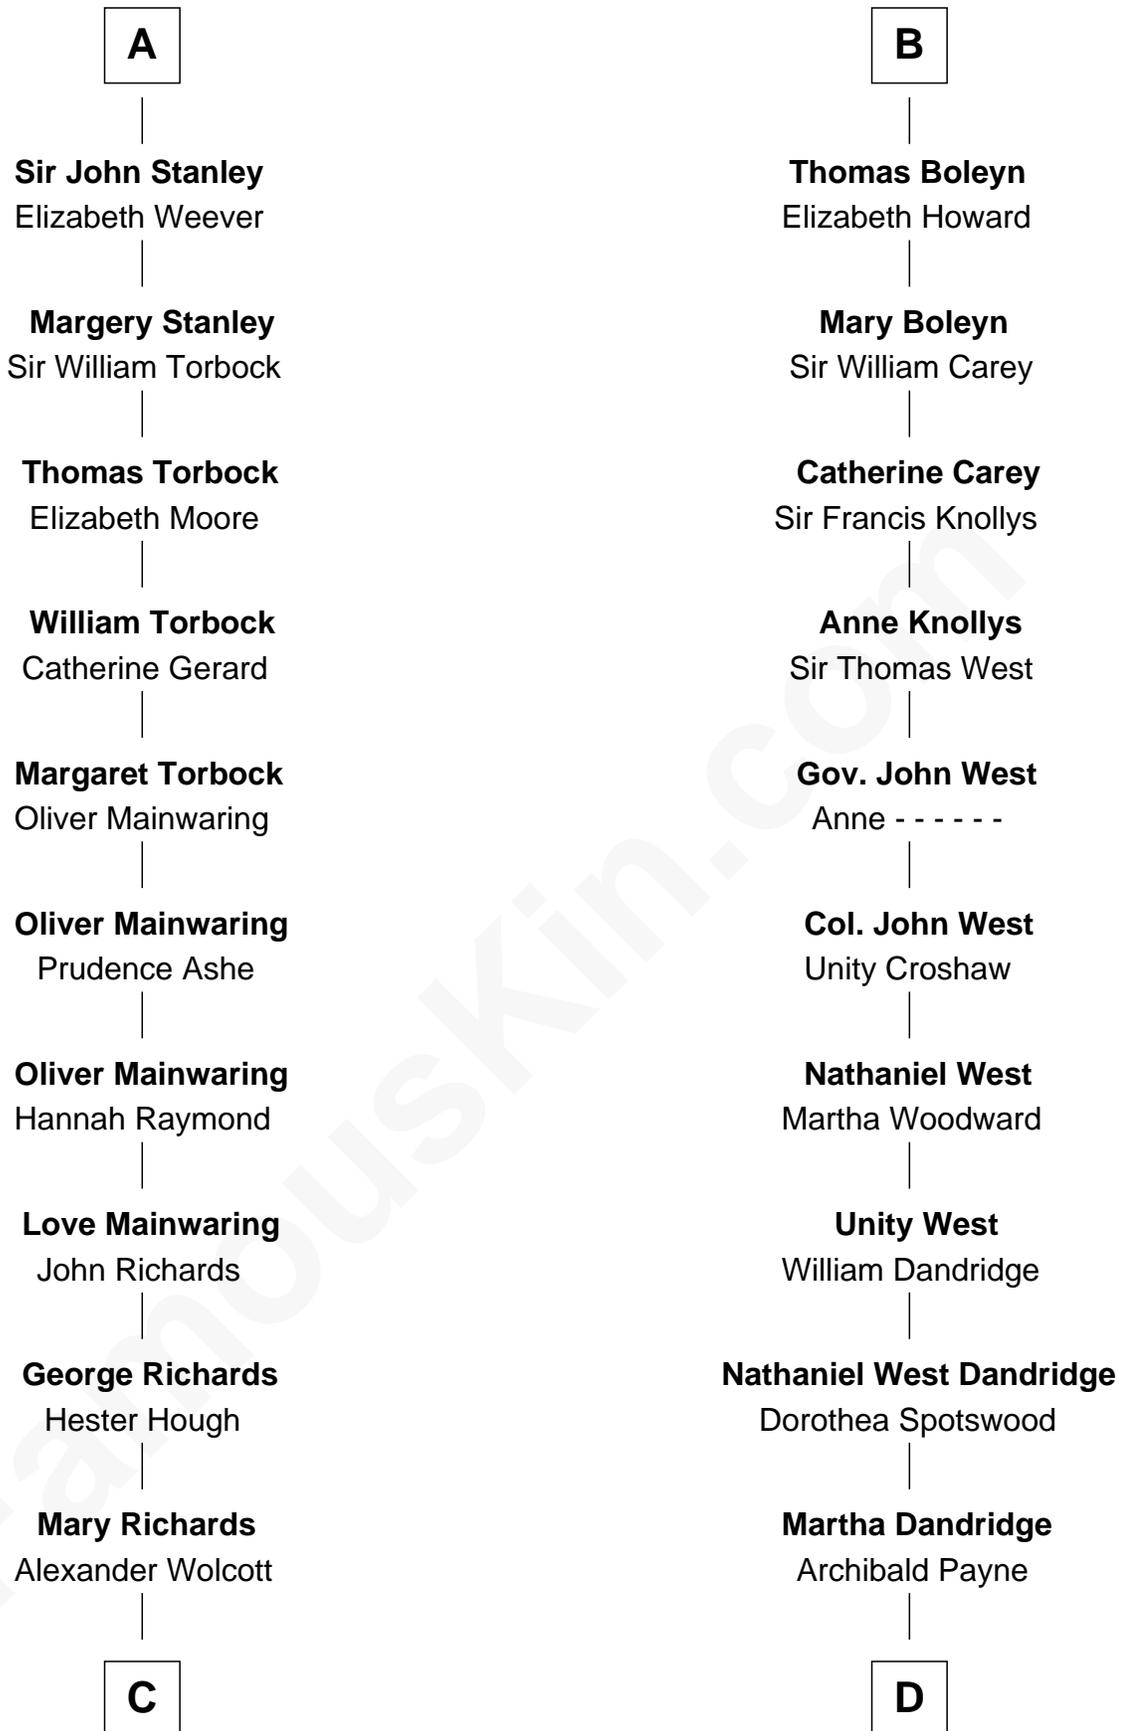 A
Sir John Stanley
Elizabeth Weever
Margery Stanley
Sir William Torbock
Thomas Torbock
Elizabeth Moore
William Torbock
Catherine Gerard
Margaret Torbock
Oliver Mainwaring
Oliver Mainwaring
Prudence Ashe
Oliver Mainwaring
Hannah Raymond
Love Mainwaring
John Richards
George Richards
Hester Hough
Mary Richards
Alexander Wolcott
C
B
Thomas Boleyn
Elizabeth Howard
Mary Boleyn
Sir William Carey
Catherine Carey
Sir Francis Knollys
Anne Knollys
Sir Thomas West
Gov. John West
Anne - - - - - -
Col. John West
Unity Croshaw
Nathaniel West
Martha Woodward
Unity West
William Dandridge
Nathaniel West Dandridge
Dorothea Spotswood
Martha Dandridge
Archibald Payne
D
FamousKin.com